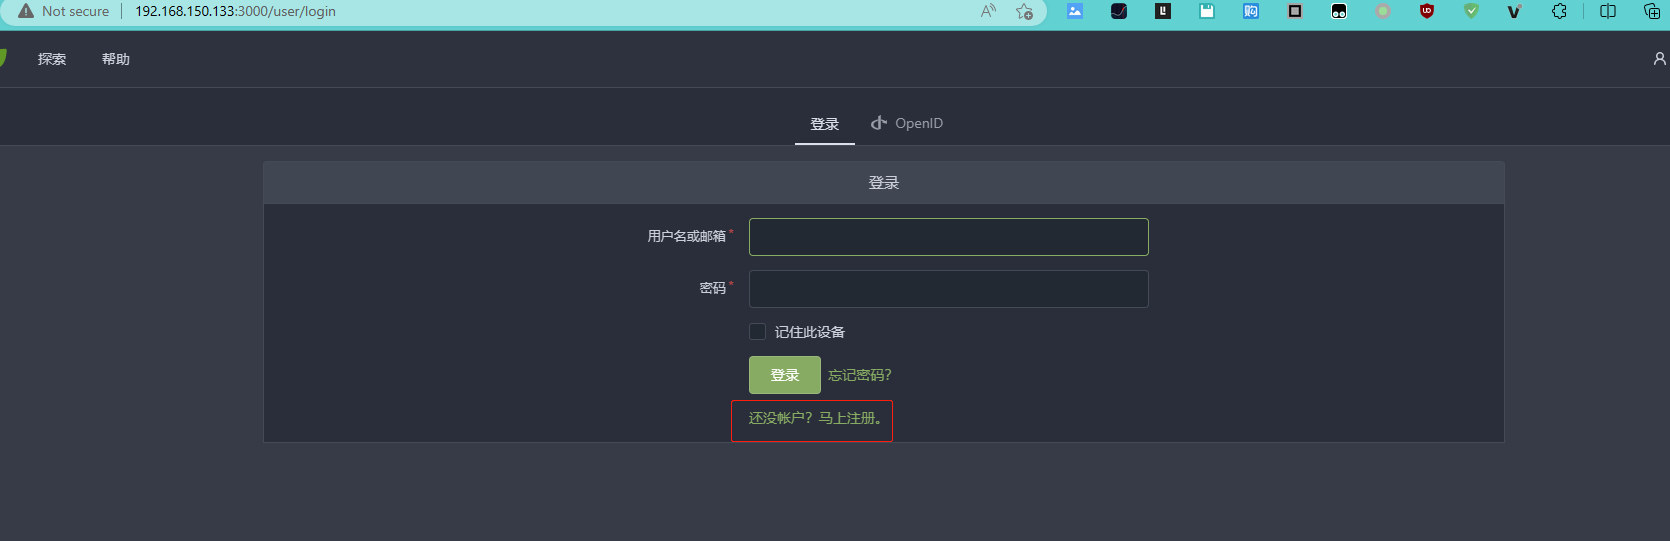 Not secure 192.168.150.133:3000/user/login
探索 帮助
登录 OpenID
登录
用户名或邮箱*
密码*
记住此设备
登录 忘记密码?
还没帐户? 马上注册。